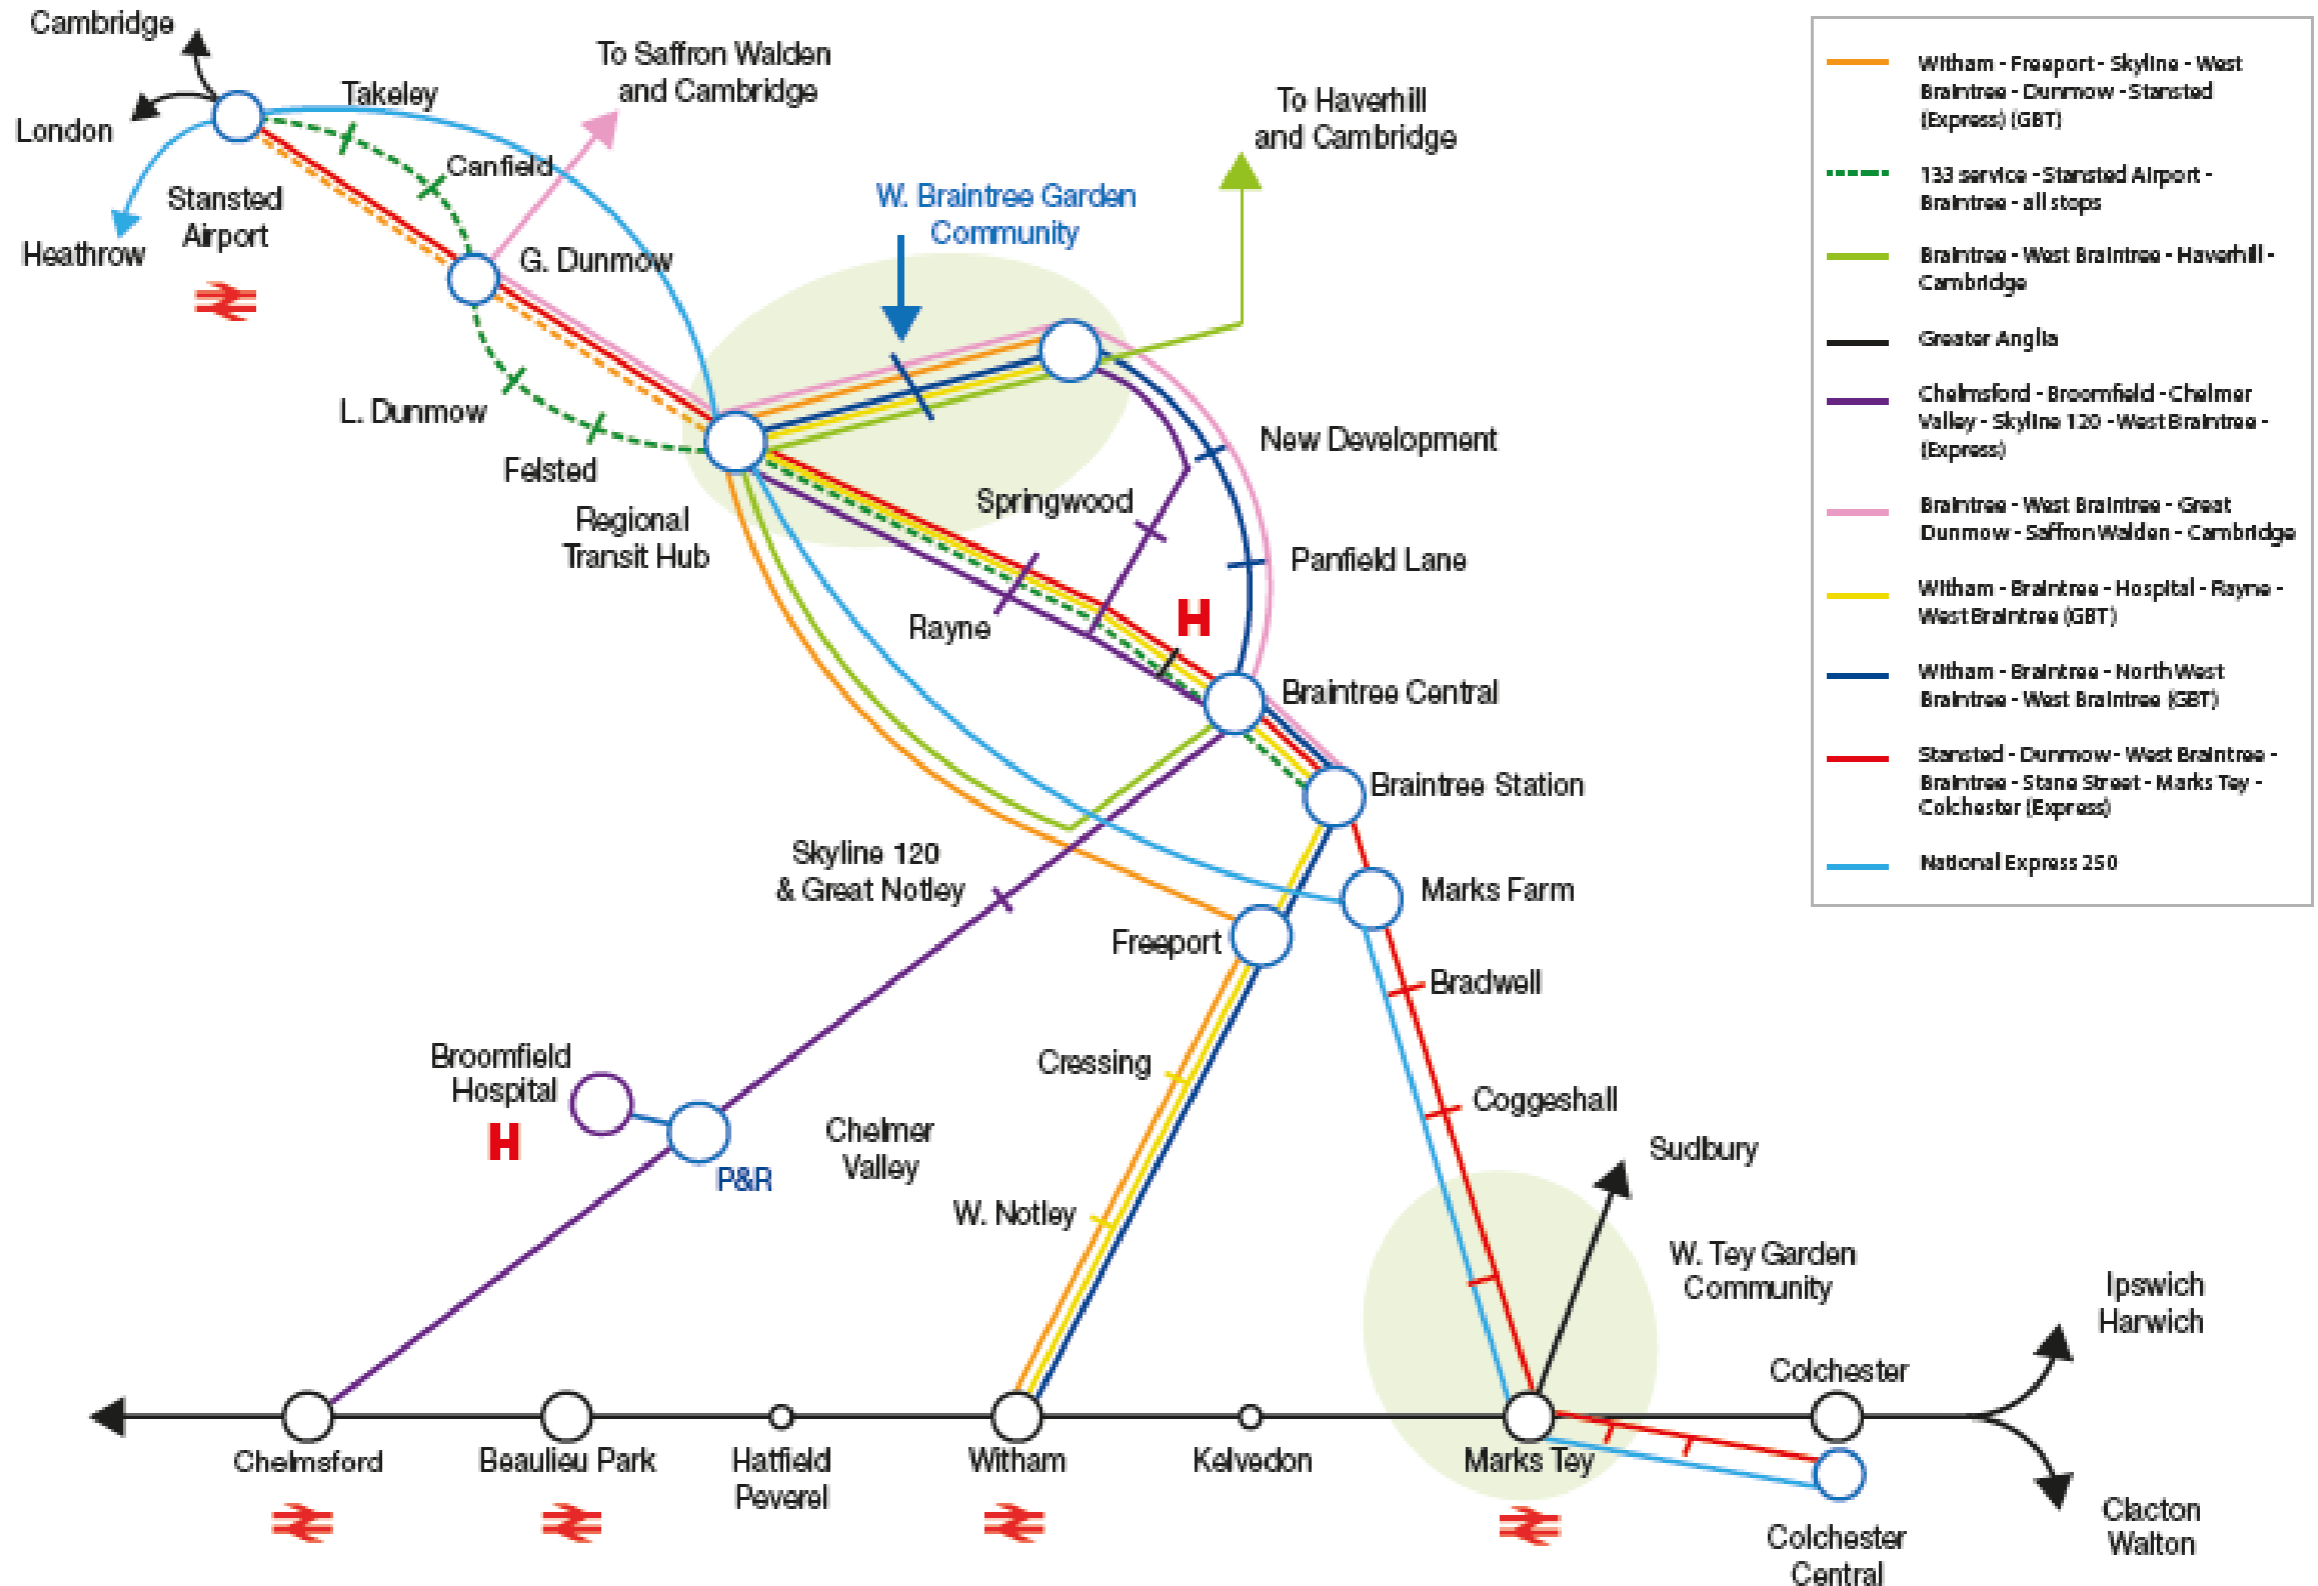 Cambridge
London
Heathrow
Takeley
Canfield
Stansted
Airport
To Saffron Walden
and Cambridge
G. Dunmow
W. Braintree Garden
Community
To Haverhill
and Cambridge
L. Dunmow
Felsted
Regional
Transit Hub
New Development
Springwood
Panfield Lane
Rayne
H
Braintree Central
Braintree Station
Skyline 120
& Great Notley
Marks Farm
Freeport
Bradwell
Cressing
Coggeshall
Broomfield
Hospital
H
P&R
Chelmer
Valley
W. Notley
Sudbury
W. Tey Garden
Community
Ipswich
Harwich
Colchester
Chelmsford
Beaulieu Park
Hatfield
Peverel
Witham
Kelvedon
Marks Tey
Colchester
Central
Clacton
Walton
Witham - Freeport - Skyline - West
Braintree - Dunmow - Stansted
(Express) (GBT)
133 service - Stansted Airport -
Braintree - all stops
Braintree - West Braintree - Haverhill -
Cambridge
Greater Anglia
Chelmsford - Broomfield - Chelmer
Valley - Skyline 120 - West Braintree -
(Express)
Braintree - West Braintree - Great
Dunmow - Saffron Walden - Cambridge
Witham - Braintree - Hospital - Rayne -
West Braintree (GBT)
Witham - Braintree - North West
Braintree - West Braintree (GBT)
Stansted - Dunmow - West Braintree -
Braintree - Stane Street - Marks Tey -
Colchester (Express)
National Express 250